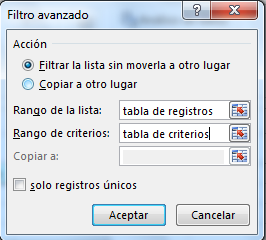 Filtro avanzado
Acción
Filtrar la lista sin moverla a otro lugar
Copiar a otro lugar
Rango de la lista: tabla de registros
Rango de criterios: tabla de criterios
Copiar a:
solo registros únicos
Aceptar Cancelar